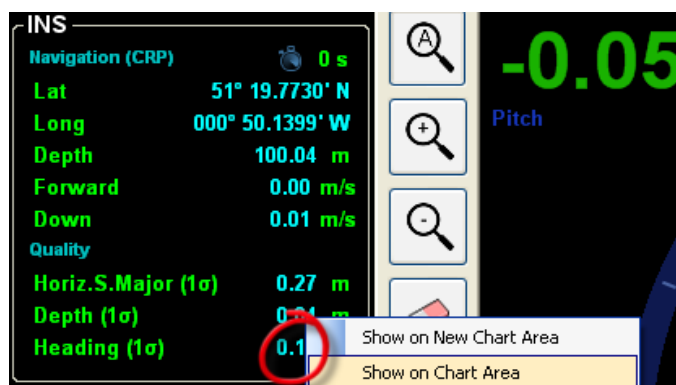 INS
Navigation (CRP) 0 s
Lat 51° 19.7730' N
Long 000° 50.1399' W
Depth 100.04 m
Forward 0.00 m/s
Down 0.01 m/s
Quality
Horiz.S.Major (1σ) 0.27 m
Depth (1σ) m
Heading (1σ) 0.1
A
-0.05
Pitch
+
-
Show on New Chart Area
Show on Chart Area